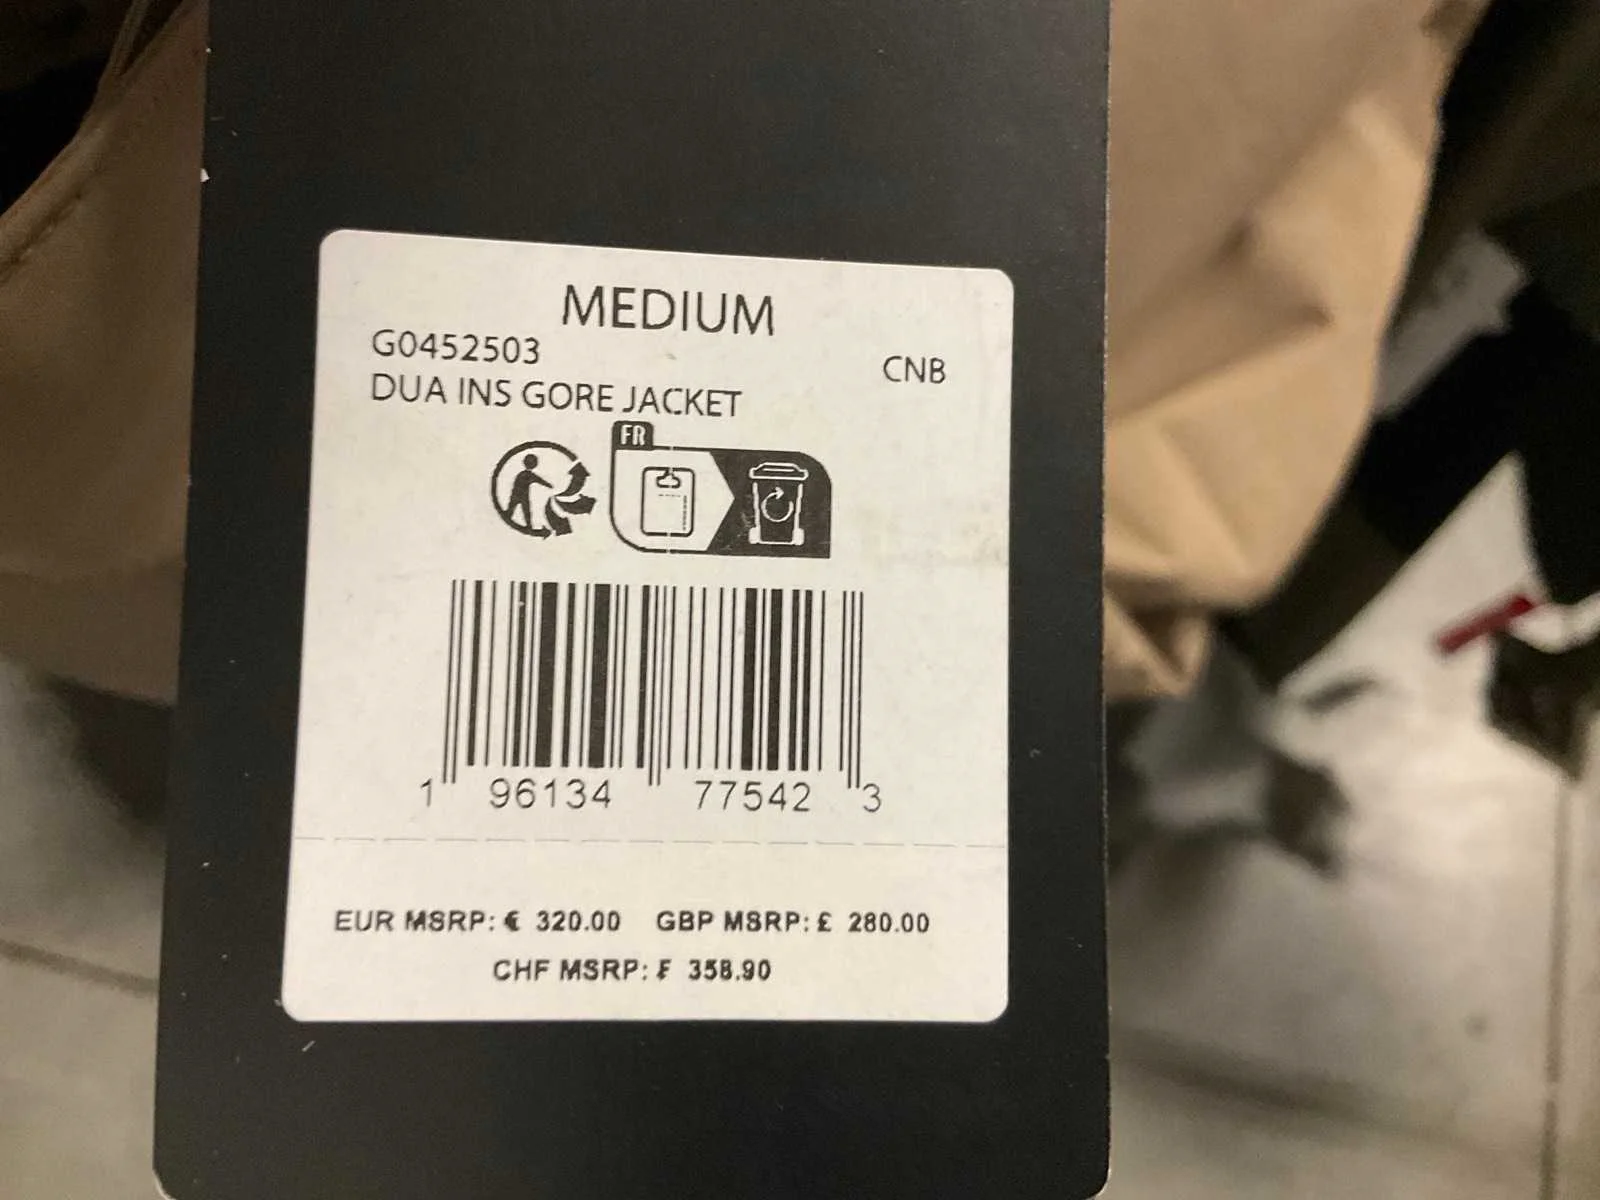 MEDIUM
G0452503
CNB
DUA INS GORE JACKET
FR
1 96134 77542 3
EUR MSRP: € 320.00 GBP MSRP: £ 280.00
CHF MSRP: ₣ 358.90